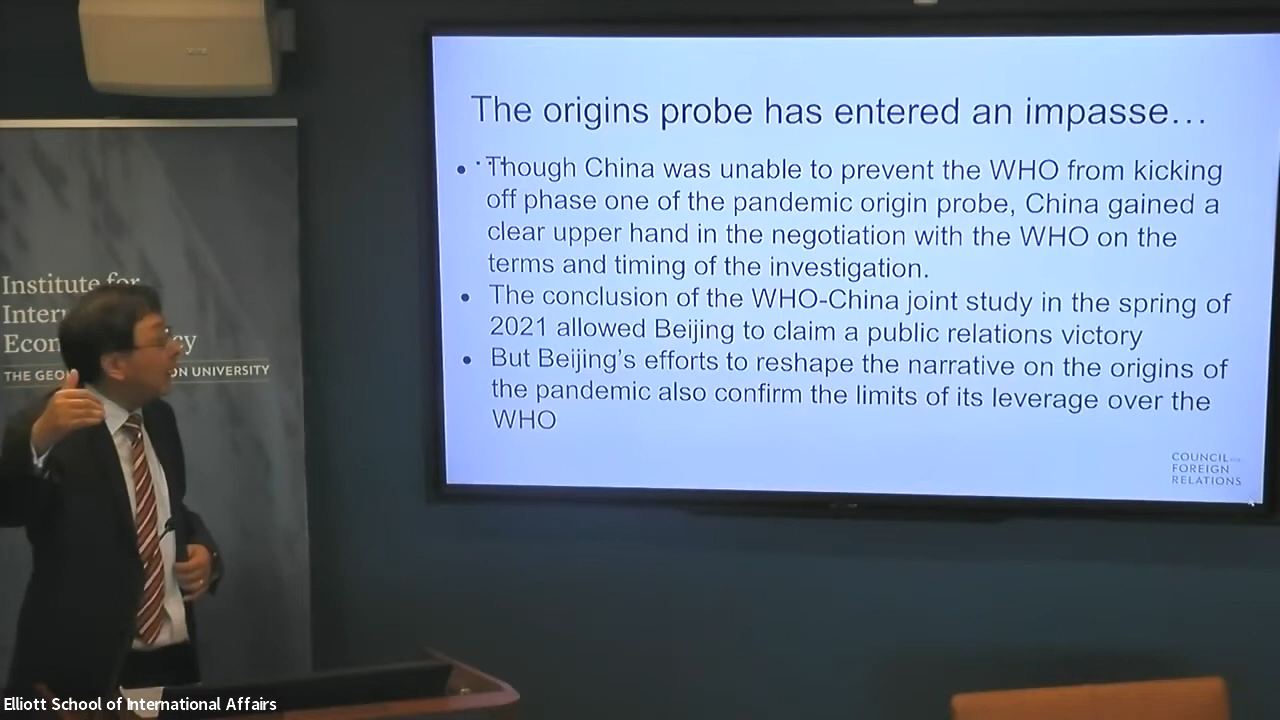 The origins probe has entered an impasse…
• Though China was unable to prevent the WHO from kicking
off phase one of the pandemic origin probe, China gained a
clear upper hand in the negotiation with the WHO on the
terms and timing of the investigation.
• The conclusion of the WHO-China joint study in the spring of
2021 allowed Beijing to claim a public relations victory
• But Beijing's efforts to reshape the narrative on the origins of
the pandemic also confirm the limits of its leverage over the
WHO
COUNCIL
FOREIGN
RELATIONS
Institute for
Inter
Econ cy
THE GEO ON UNIVERSITY
Elliott School of International Affairs